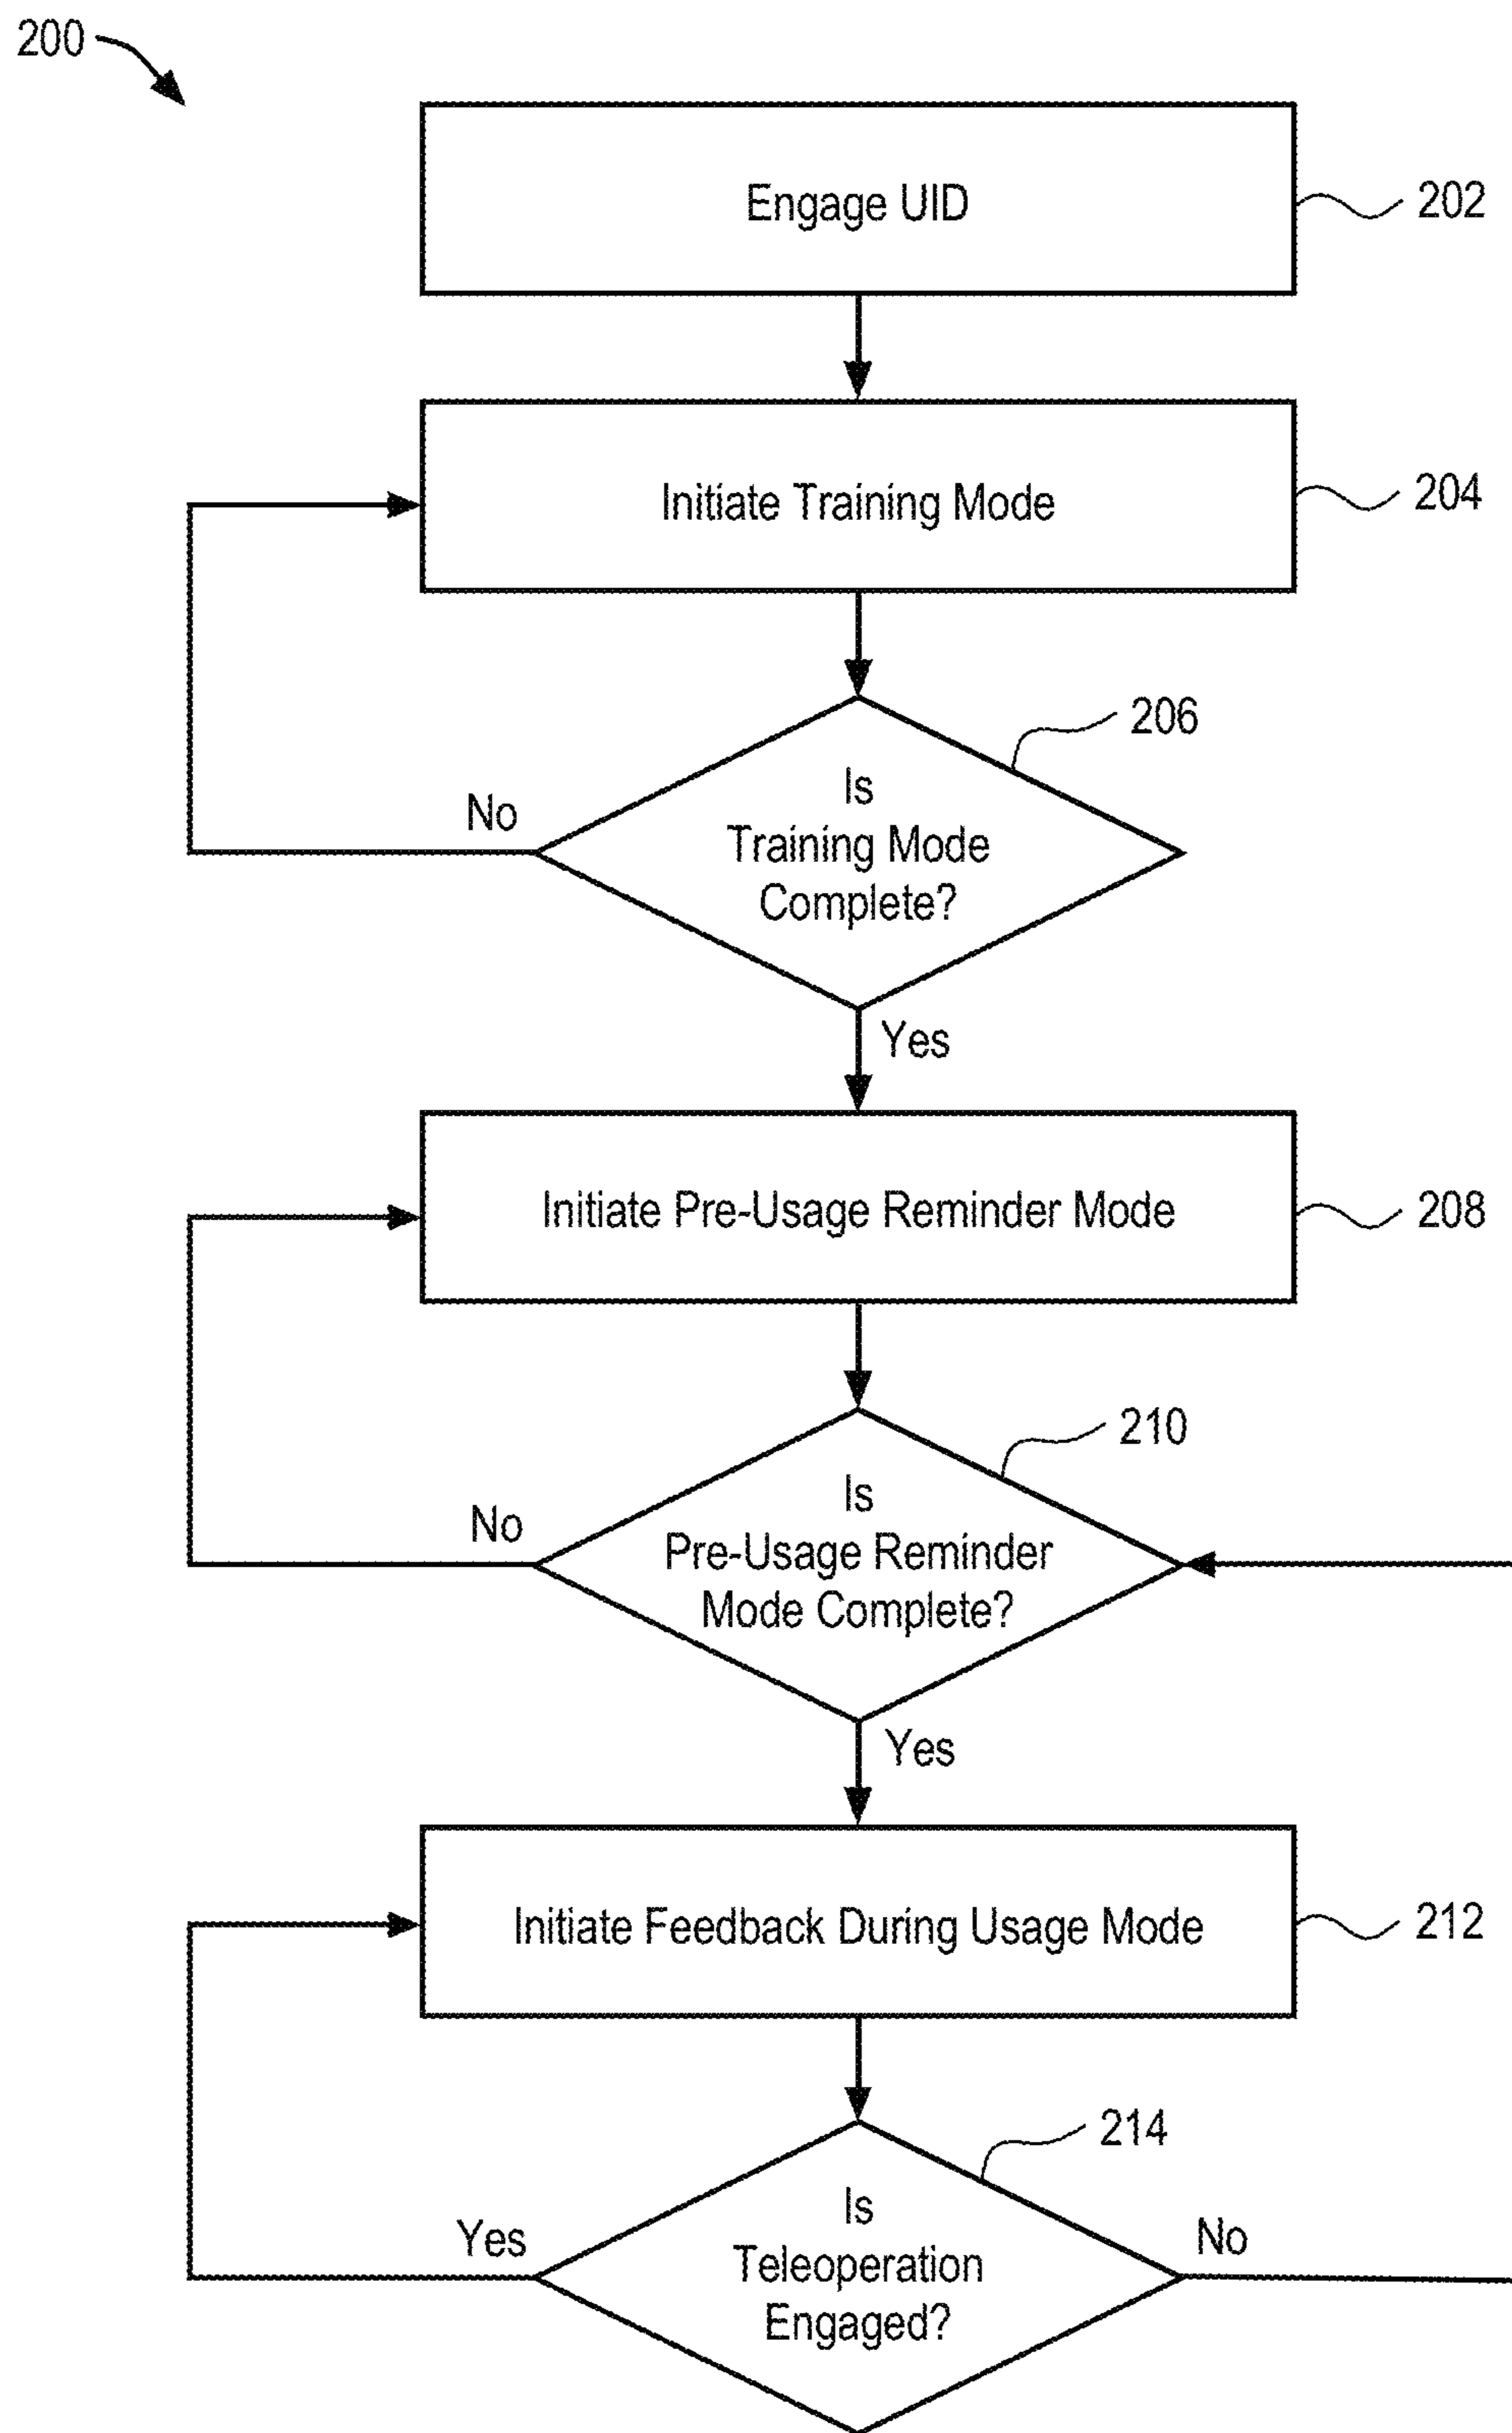 200
Engage UID
202
Initiate Training Mode
204
206
Is
Training Mode
Complete?
No
Yes
Initiate Pre-Usage Reminder Mode
208
210
Is
Pre-Usage Reminder
Mode Complete?
No
Yes
Initiate Feedback During Usage Mode
212
214
Is
Teleoperation
Engaged?
Yes
No